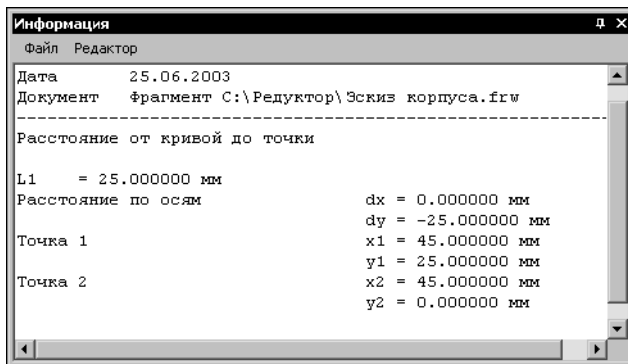 Информация
Файл Редактор
Дата 25.06.2003
Документ Фрагмент C:\Редуктор\Эскиз корпуса.frw
Расстояние от кривой до точки
L1 = 25.000000 мм
Расстояние по осям dx = 0.000000 мм
dy = -25.000000 мм
Точка 1 x1 = 45.000000 мм
y1 = 25.000000 мм
Точка 2 x2 = 45.000000 мм
y2 = 0.000000 мм